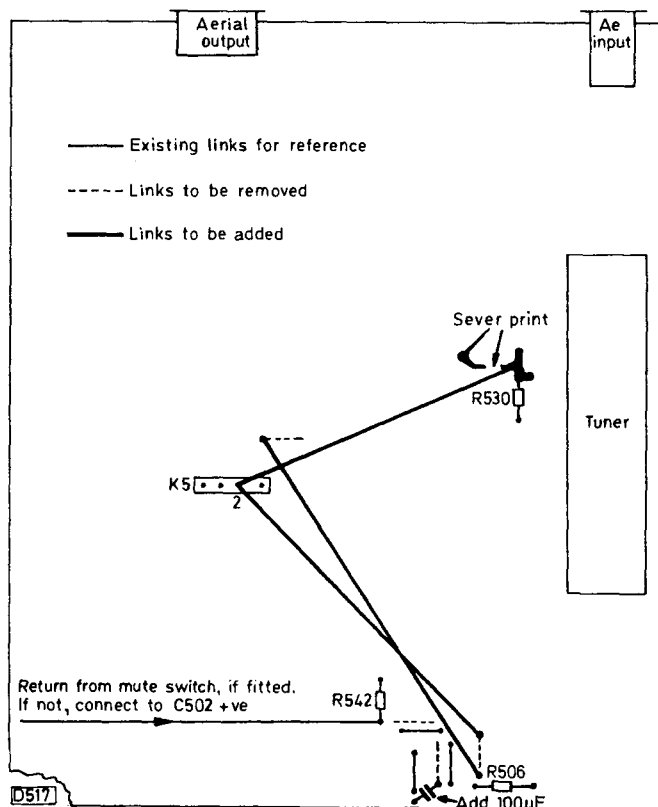 Aerial
output
Ae
input
Existing links for reference
Links to be removed
Links to be added
Sever print
R530
Tuner
K5
2
Return from mute switch, if fitted.
If not, connect to C502 +ve
R542
R506
Add 100µF
D517